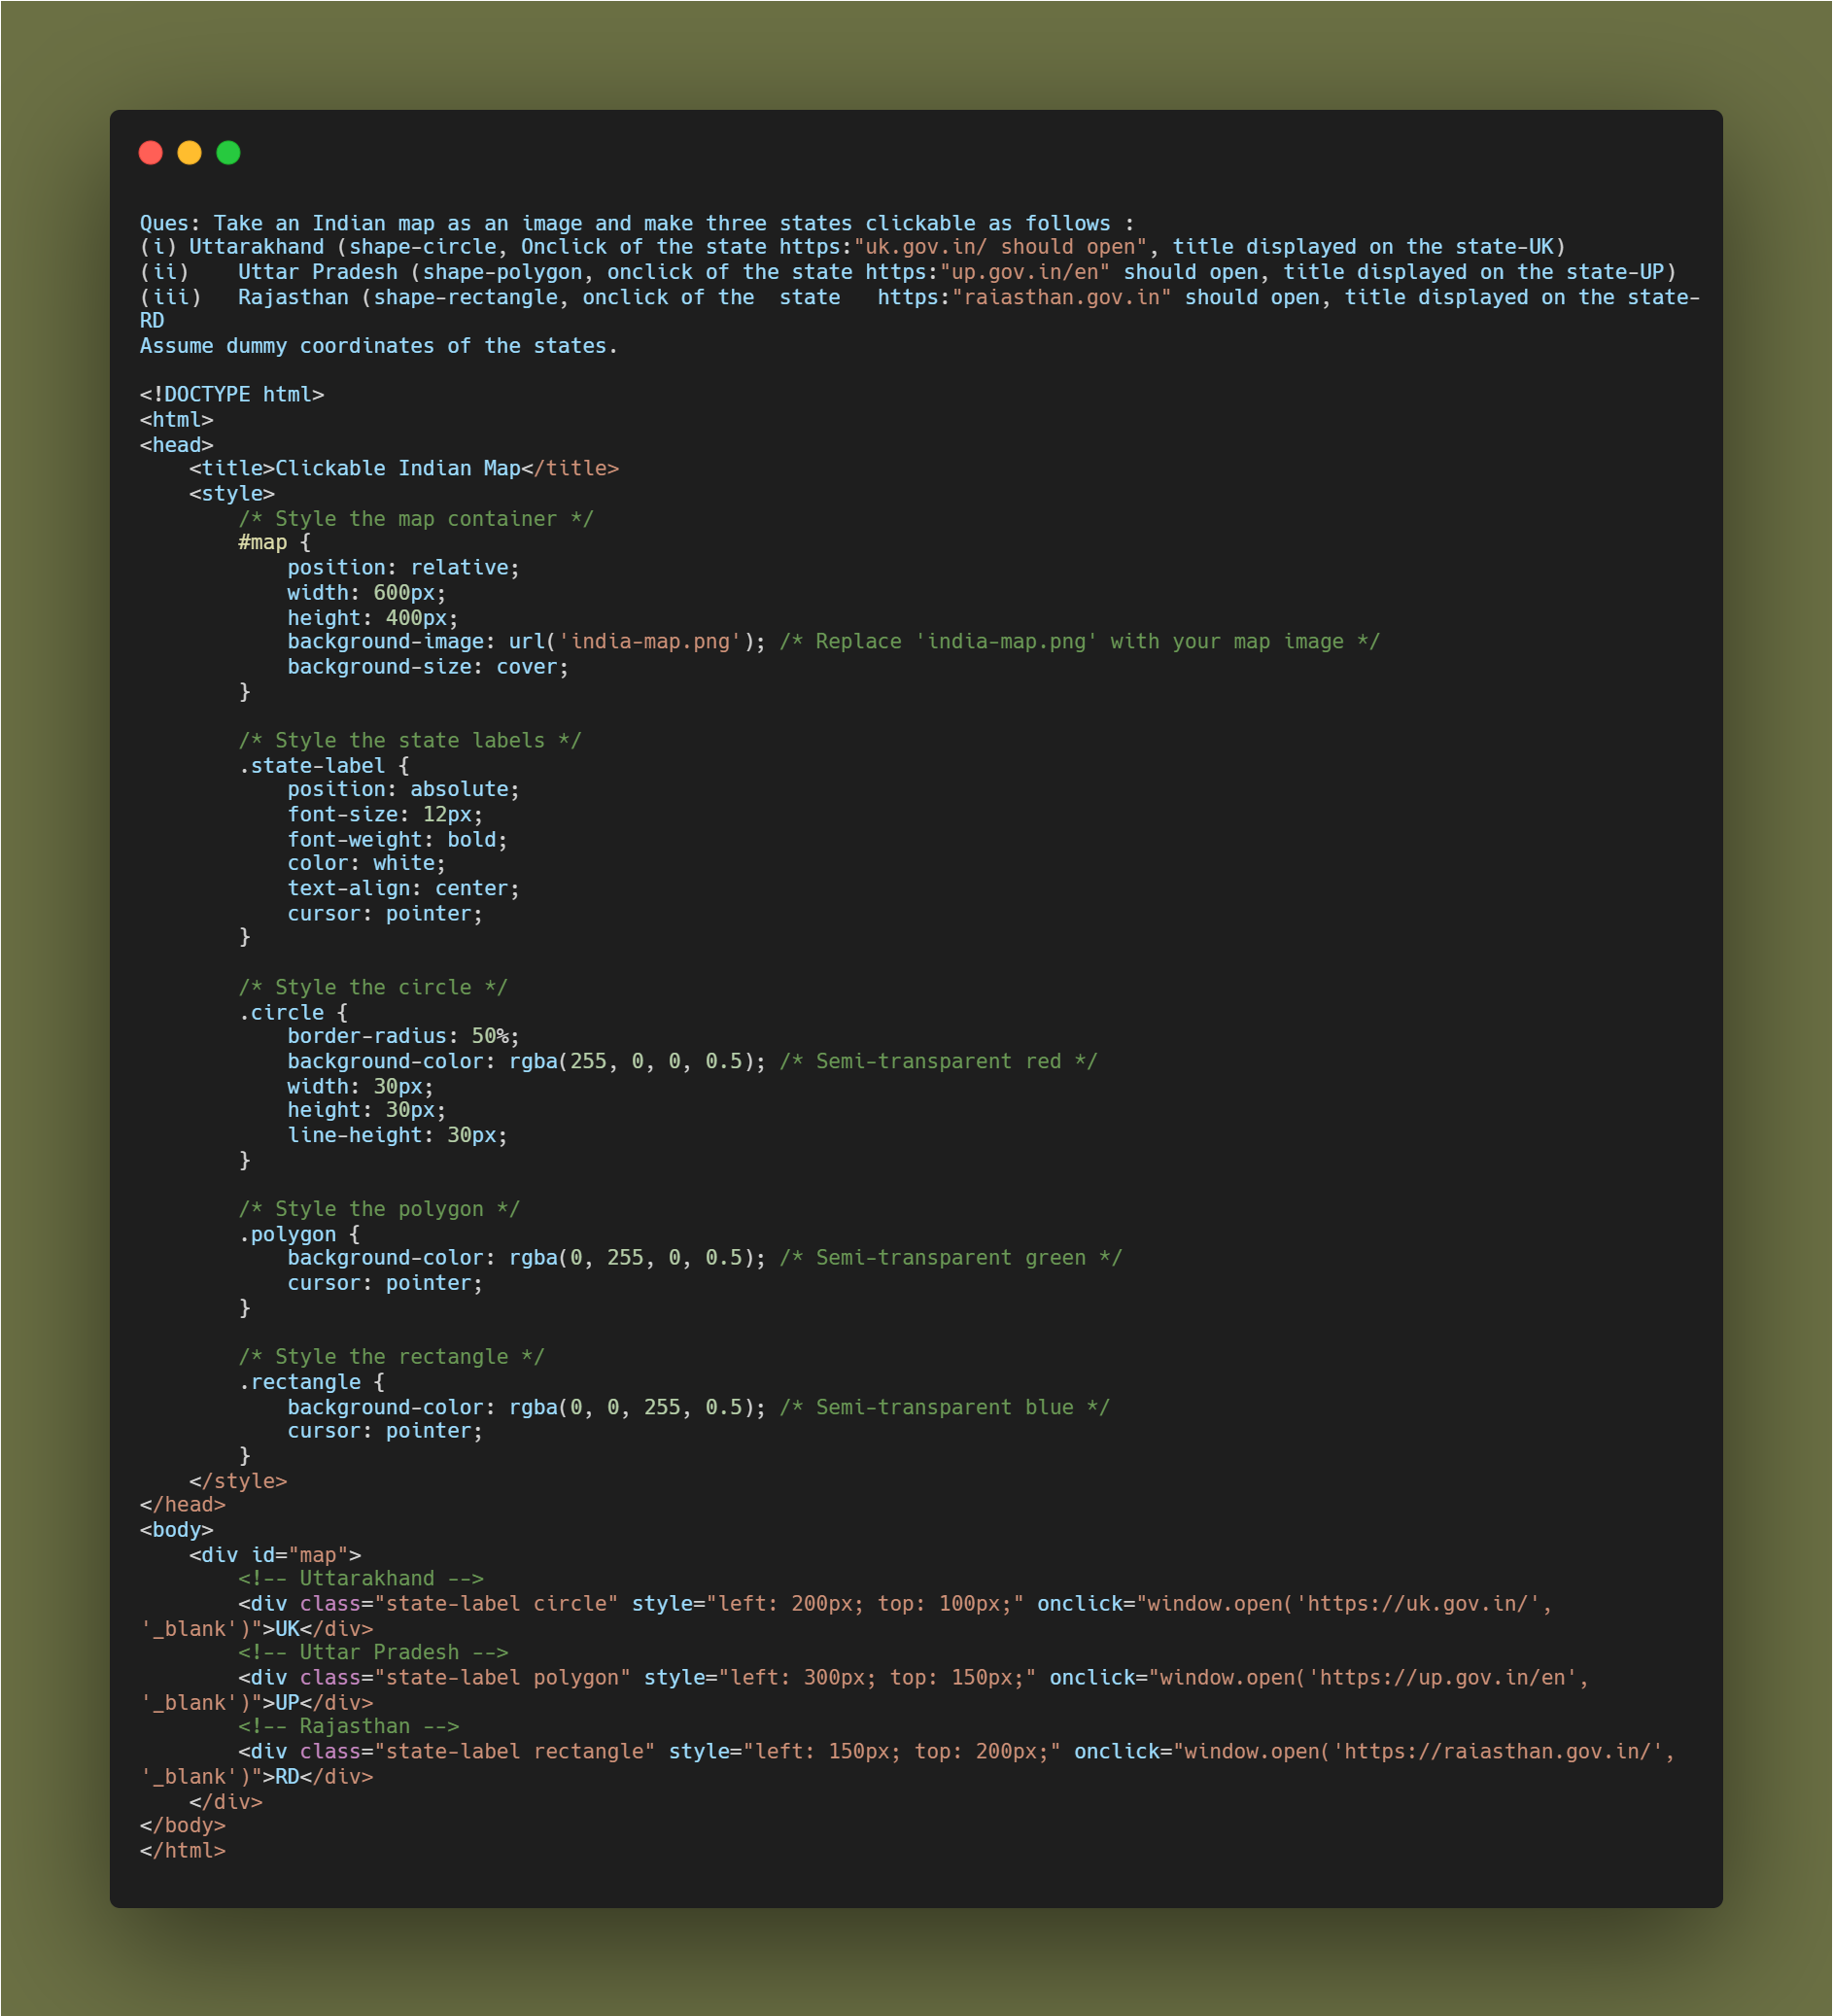 Ques: Take an Indian map as an image and make three states clickable as follows :
(i) Uttarakhand (shape-circle, Onclick of the state https:"uk.gov.in/ should open", title displayed on the state-UK)
(ii)    Uttar Pradesh (shape-polygon, onclick of the state https:"up.gov.in/en" should open, title displayed on the state-UP)
(iii)   Rajasthan (shape-rectangle, onclick of the  state   https:"raiasthan.gov.in" should open, title displayed on the state-
RD
Assume dummy coordinates of the states.

<!DOCTYPE html>
<html>
<head>
    <title>Clickable Indian Map</title>
    <style>
        /* Style the map container */
        #map {
            position: relative;
            width: 600px;
            height: 400px;
            background-image: url('india-map.png'); /* Replace 'india-map.png' with your map image */
            background-size: cover;
        }

        /* Style the state labels */
        .state-label {
            position: absolute;
            font-size: 12px;
            font-weight: bold;
            color: white;
            text-align: center;
            cursor: pointer;
        }

        /* Style the circle */
        .circle {
            border-radius: 50%;
            background-color: rgba(255, 0, 0, 0.5); /* Semi-transparent red */
            width: 30px;
            height: 30px;
            line-height: 30px;
        }

        /* Style the polygon */
        .polygon {
            background-color: rgba(0, 255, 0, 0.5); /* Semi-transparent green */
            cursor: pointer;
        }

        /* Style the rectangle */
        .rectangle {
            background-color: rgba(0, 0, 255, 0.5); /* Semi-transparent blue */
            cursor: pointer;
        }
    </style>
</head>
<body>
    <div id="map">
        <!-- Uttarakhand -->
        <div class="state-label circle" style="left: 200px; top: 100px;" onclick="window.open('https://uk.gov.in/',
'_blank')">UK</div>
        <!-- Uttar Pradesh -->
        <div class="state-label polygon" style="left: 300px; top: 150px;" onclick="window.open('https://up.gov.in/en',
'_blank')">UP</div>
        <!-- Rajasthan -->
        <div class="state-label rectangle" style="left: 150px; top: 200px;" onclick="window.open('https://raiasthan.gov.in/',
'_blank')">RD</div>
    </div>
</body>
</html>